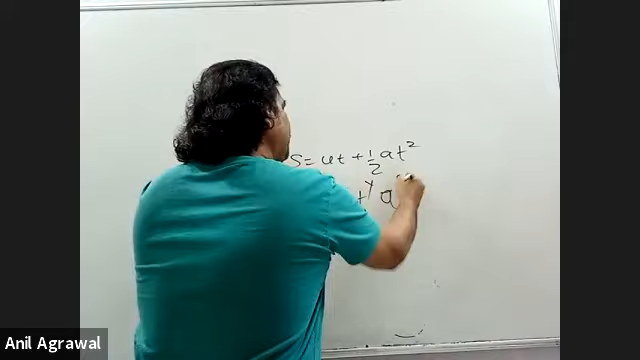 S = ut + 1/2 at²
t^y a
Anil Agrawal